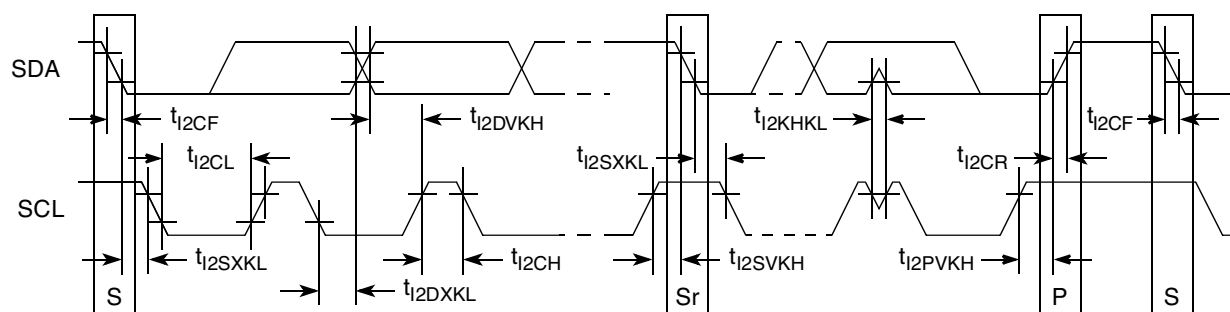 SDA
tI2CF
tI2DVKH
tI2KHKL
tI2CF
tI2CL
tI2SXKL
tI2CR
SCL
tI2SXKL
tI2CH
tI2SVKH
tI2PVKH
tI2DXKL
S
Sr
P
S